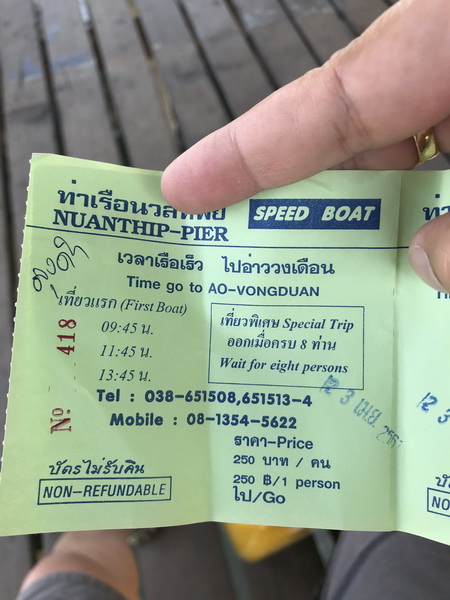 ท่าเรือนวลทิพย์
SPEED BOAT
NUANTHIP-PIER
เวลาเรือเร็ว ไปอ่าววงเดือน
Time go to AO-VONGDUAN
เที่ยวแรก (First Boat)
09:45 น.
11:45 น.
13:45 น.
เที่ยวพิเศษ Special Trip
ออกเมื่อครบ 8 ท่าน
Wait for eight persons
Nº 418
Tel : 038-651508,651513-4
Mobile : 08-1354-5622
ราคา-Price
250 บาท / คน
250 ฿/1 person
ไป/Go
บัตรไม่รับคืน
NON-REFUNDABLE
ท่า